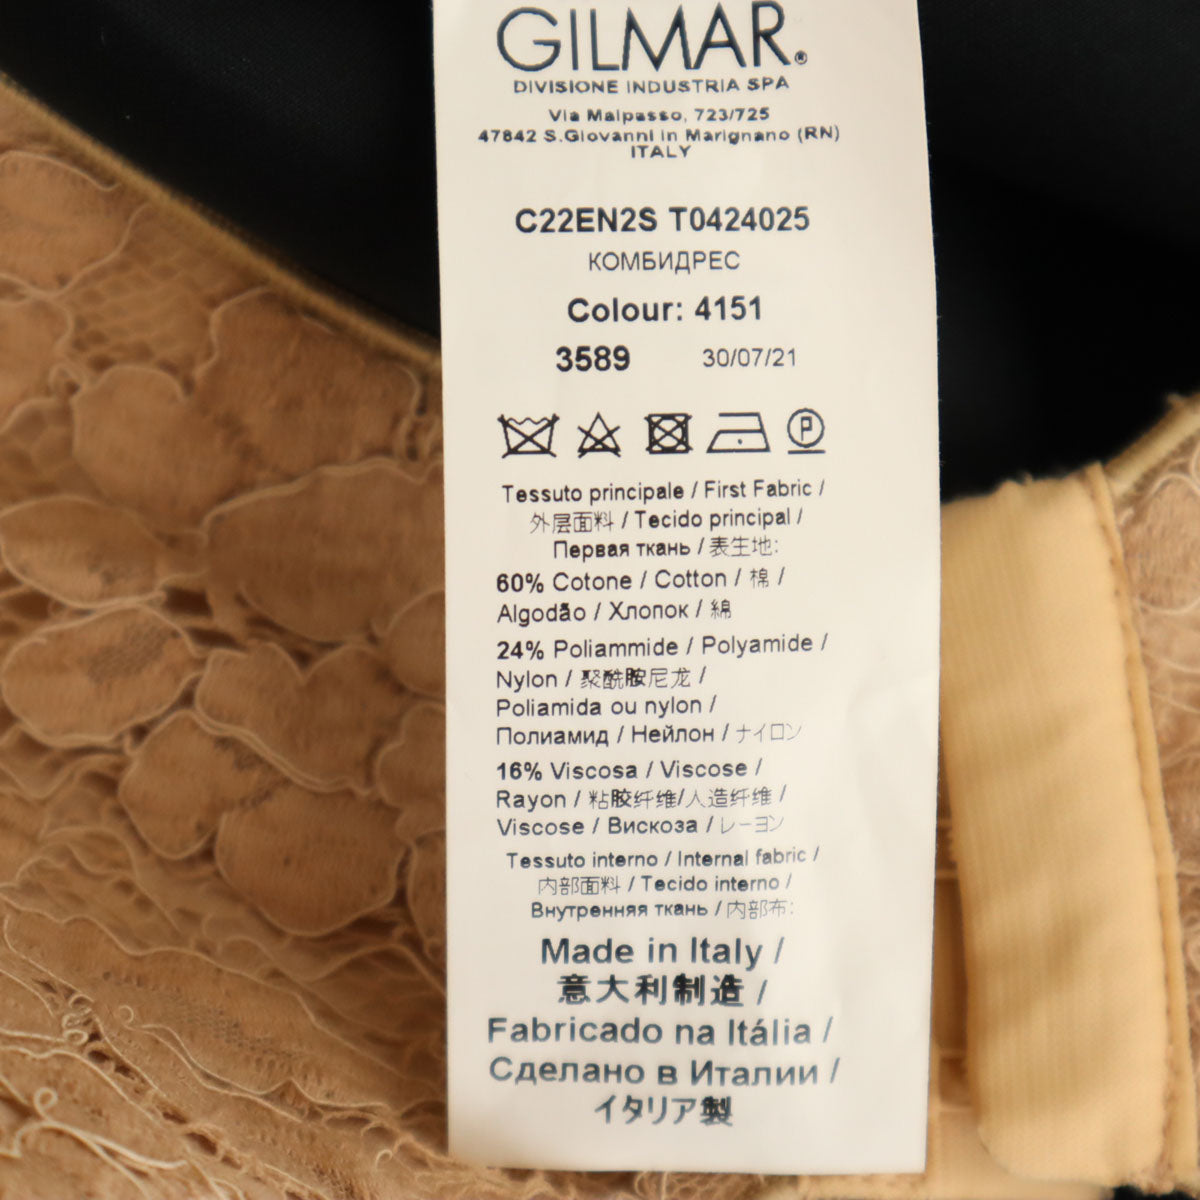 GILMAR®
DIVISIONE INDUSTRIA SPA
Via Malpasso, 723/725
47842 S.Giovanni in Marignano (RN)
ITALY
C22EN2S T0424025
КОМБИДРЕС
Colour: 4151
3589 30/07/21
P
Tessuto principale / First Fabric /
外层面料 / Tecido principal /
Первая ткань / 表生地:
60% Cotone / Cotton / 棉 /
Algodão / Хлопок / 綿
24% Poliammide / Polyamide /
Nylon / 聚酰胺尼龙 /
Poliamida ou nylon /
Полиамид / Нейлон / ナイロン
16% Viscosa / Viscose /
Rayon / 粘胶纤维/人造纤维 /
Viscose / Вискоза / レーヨン
Tessuto interno / Internal fabric /
内部面料 / Tecido interno /
Внутренняя ткань / 内部布:
Made in Italy /
意大利制造 /
Fabricado na Itália /
Сделано в Италии /
イタリア製